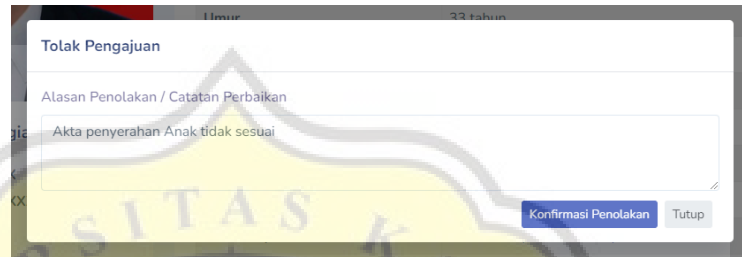 Umur 33 tahun
Tolak Pengajuan
Alasan Penolakan / Catatan Perbaikan
Akta penyerahan Anak tidak sesuai
Konfirmasi Penolakan Tutup